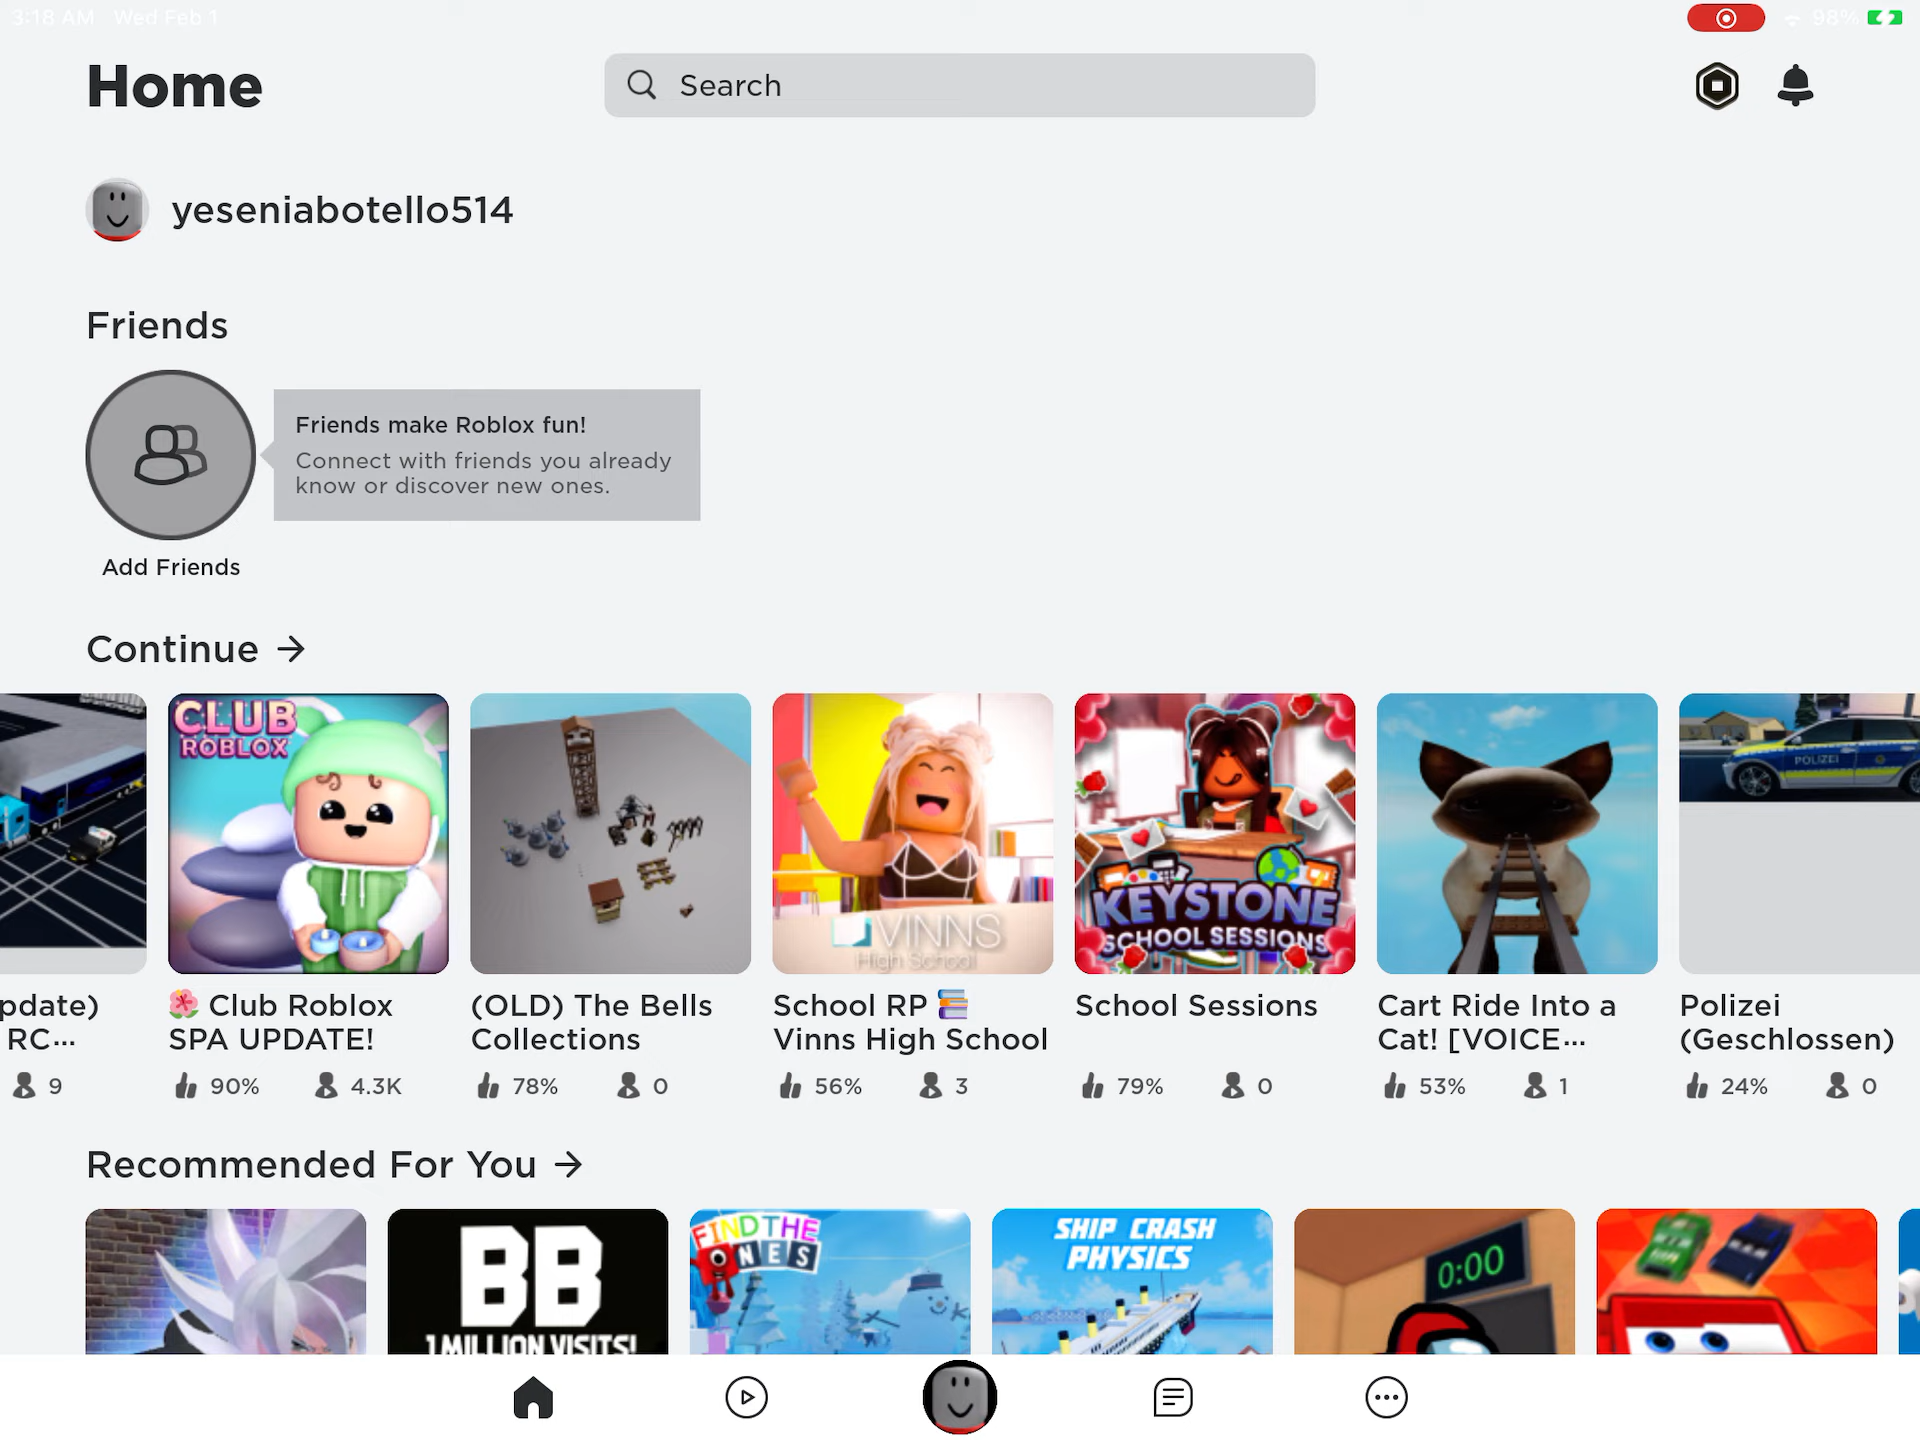 3:18 AM Wed Feb 1
98%
Home
Search
yeseniabotello514
Friends
Friends make Roblox fun!
Connect with friends you already
know or discover new ones.
Add Friends
Continue →
CLUB
ROBLOX
VINNS
High School
KEYSTONE
SCHOOL SESSIONS
POLIZEI
pdate)
RC...
9
🌺 Club Roblox
SPA UPDATE!
90% 4.3K
(OLD) The Bells
Collections
78% 0
School RP 📚
Vinns High School
56% 3
School Sessions
79% 0
Cart Ride Into a
Cat! [VOICE...
53% 1
Polizei
(Geschlossen)
24% 0
Recommended For You →
BB
1 MILLION VISITS!
FIND THE
ONES
SHIP CRASH
PHYSICS
0:00